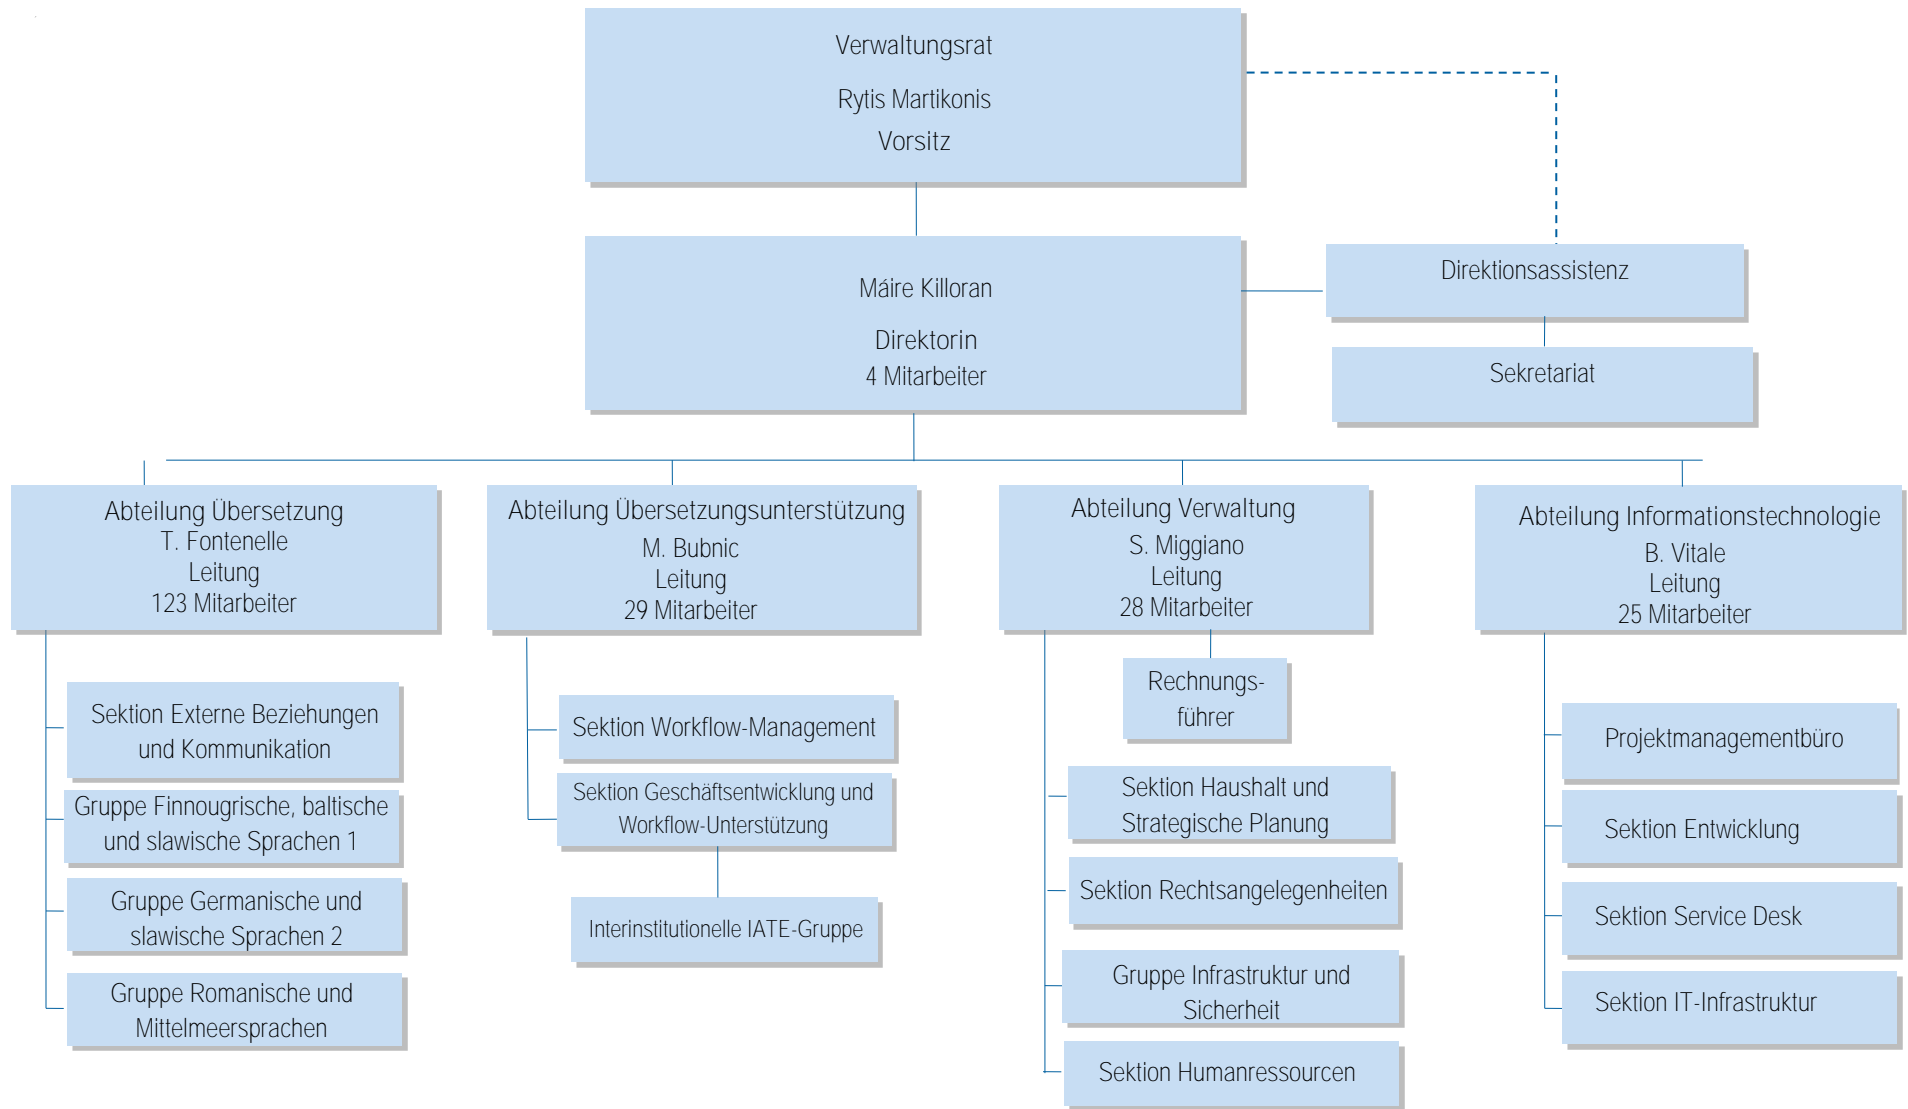 Verwaltungsrat
Rytis Martikonis
Vorsitz
Máire Killoran
Direktorin
4 Mitarbeiter
Direktionsassistenz
Sekretariat
Abteilung Übersetzung
T. Fontenelle
Leitung
123 Mitarbeiter
Sektion Externe Beziehungen
und Kommunikation
Gruppe Finnougrische, baltische
und slawische Sprachen 1
Gruppe Germanische und
slawische Sprachen 2
Gruppe Romanische und
Mittelmeersprachen
Abteilung Übersetzungsunterstützung
M. Bubnic
Leitung
29 Mitarbeiter
Sektion Workflow-Management
Sektion Geschäftsentwicklung und
Workflow-Unterstützung
Interinstitutionelle IATE-Gruppe
Abteilung Verwaltung
S. Miggiano
Leitung
28 Mitarbeiter
Rechnungs-
führer
Sektion Haushalt und
Strategische Planung
Sektion Rechtsangelegenheiten
Gruppe Infrastruktur und
Sicherheit
Sektion Humanressourcen
Abteilung Informationstechnologie
B. Vitale
Leitung
25 Mitarbeiter
Projektmanagementbüro
Sektion Entwicklung
Sektion Service Desk
Sektion IT-Infrastruktur